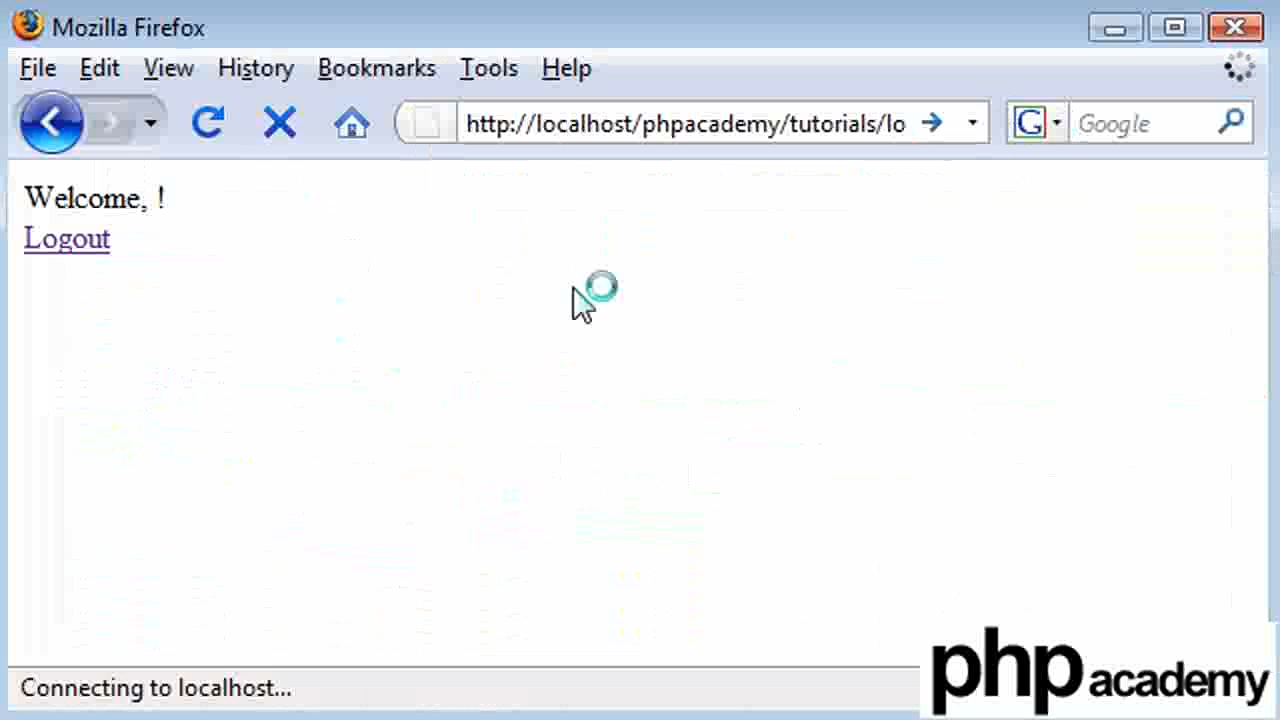 Mozilla Firefox
File Edit View History Bookmarks Tools Help
http://localhost/phpacademy/tutorials/lo
G Google
Welcome, !
Logout
Connecting to localhost...
php academy